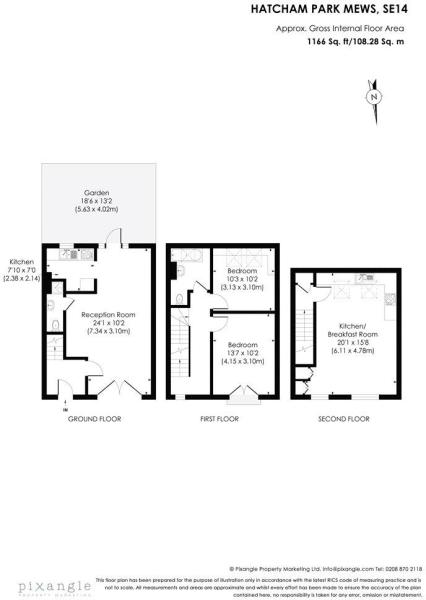 HATCHAM PARK MEWS, SE14
Approx. Gross Internal Floor Area
1166 Sq. ft/108.28 Sq. m
N
Garden
18'6 x 13'2
(5.63 x 4.02m)
Kitchen
7'10 x 7'0
(2.38 x 2.14)
Reception Room
24'1 x 10'2
(7.34 x 3.10m)
IN
GROUND FLOOR
Bedroom
10'3 x 10'2
(3.13 x 3.10m)
Bedroom
13'7 x 10'2
(4.15 x 3.10m)
FIRST FLOOR
Kitchen/
Breakfast Room
20'1 x 15'8
(6.11 x 4.78m)
SECOND FLOOR
© Pixangle Property Marketing Ltd. info@pixangle.com Tel: 0208 870 2118
pixangle
PROPERTY MARKETING
This floor plan has been prepared for the purpose of illustration only in accordance with the latest RICS code of measuring practice and is
not to scale. All measurements and areas are approximate and whilst every effort has been made to ensure the accuracy of the plan
contained here, no responsibility is taken for any error, omission or misstatement.